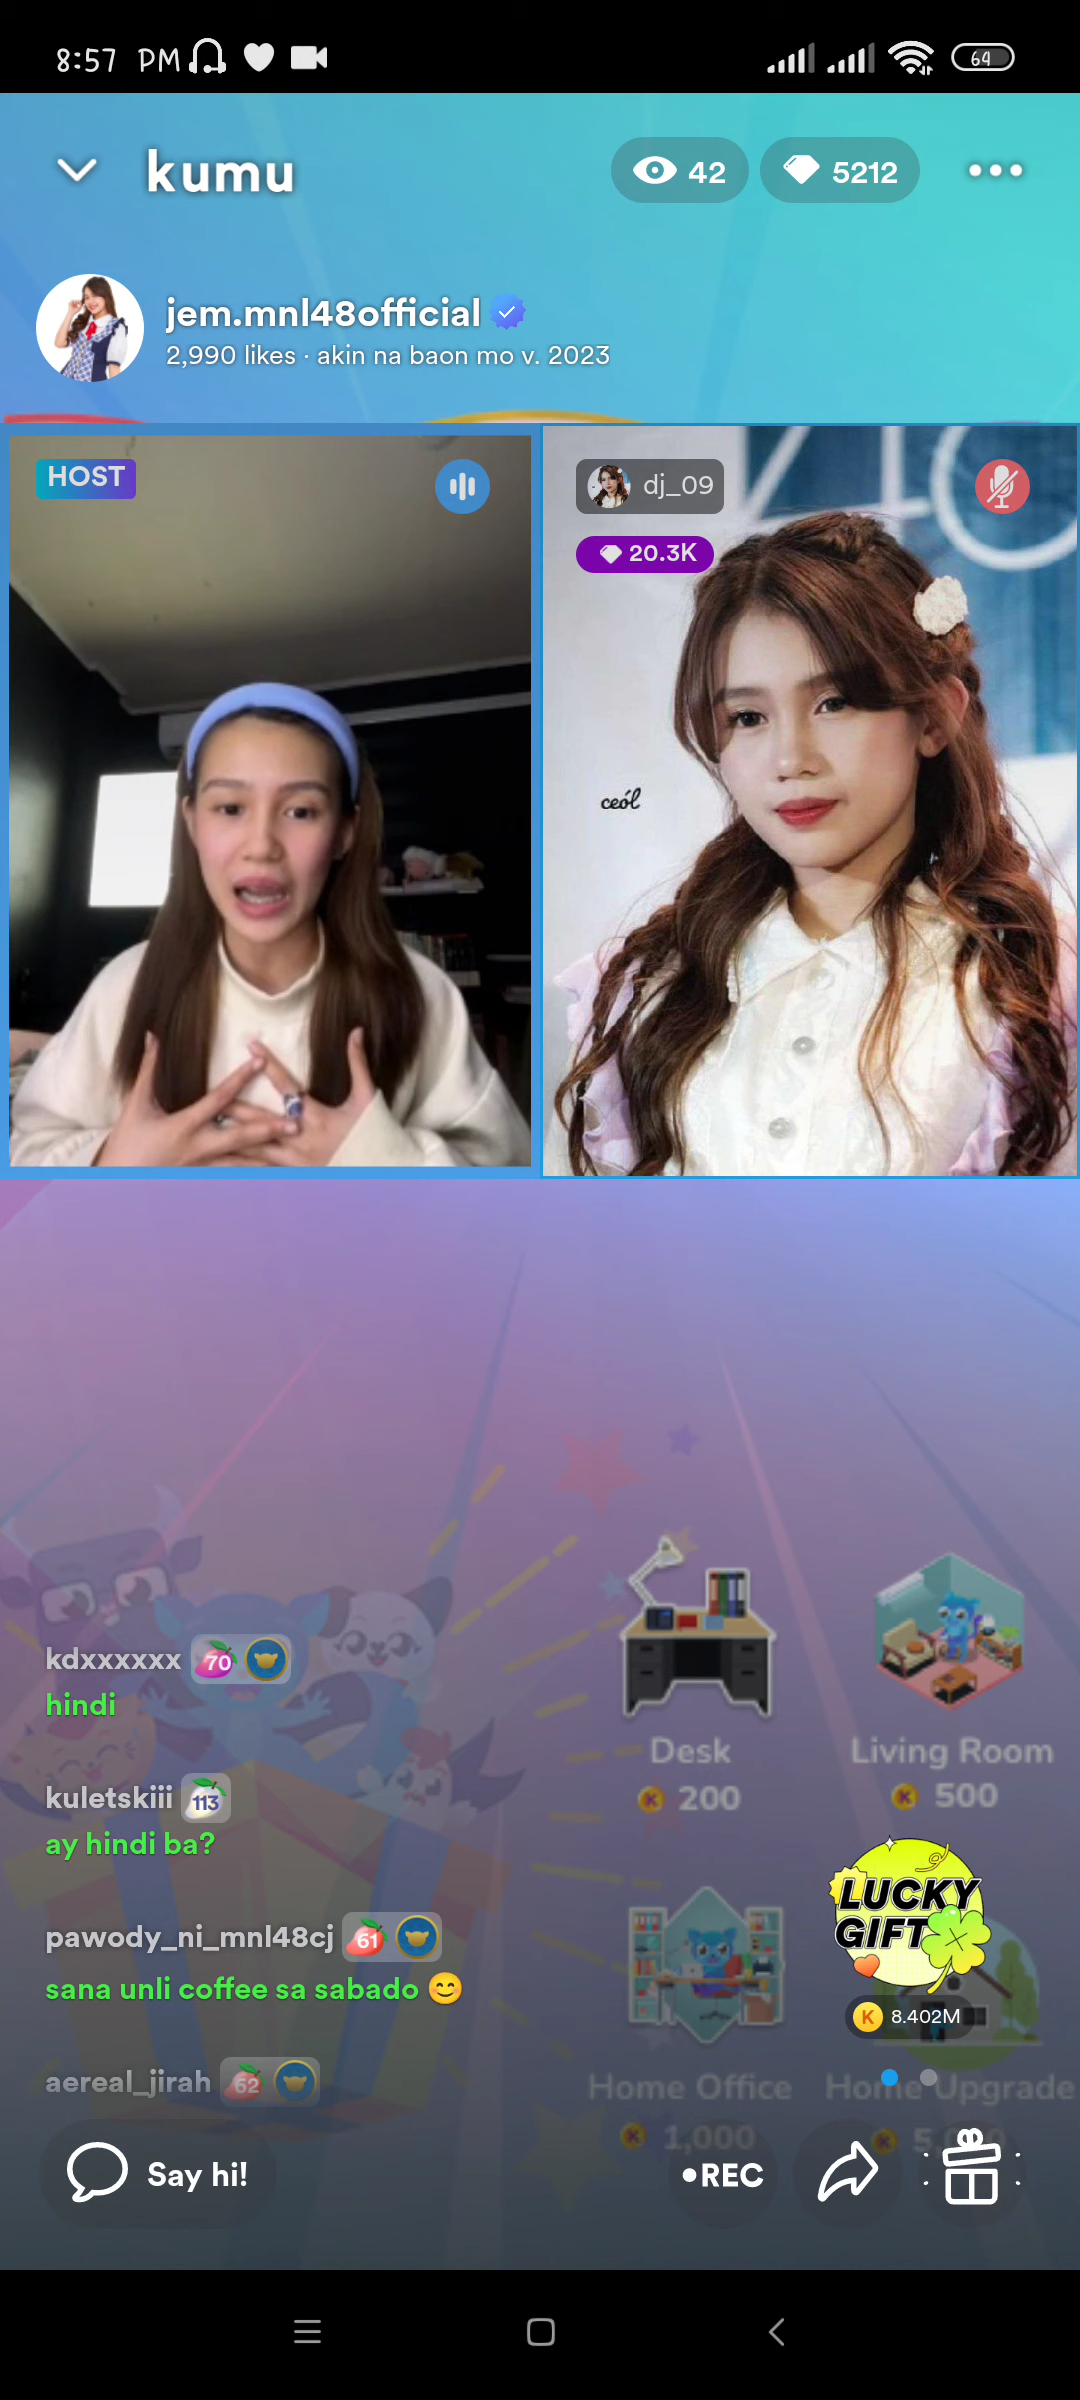 8:57 PM
64
kumu
42
5212
jem.mnl48official
2,990 likes · akin na baon mo v. 2023
HOST
dj_09
20.3K
ceól
kdxxxxxx 70
hindi
Desk
Living Room
200
500
kuletskiii 113
ay hindi ba?
LUCKY
GIFT
pawody_ni_mnl48cj 61
sana unli coffee sa sabado 😊
K 8.402M
aereal_jirah 62
Home Office
Home Upgrade
1,000
Say hi!
•REC